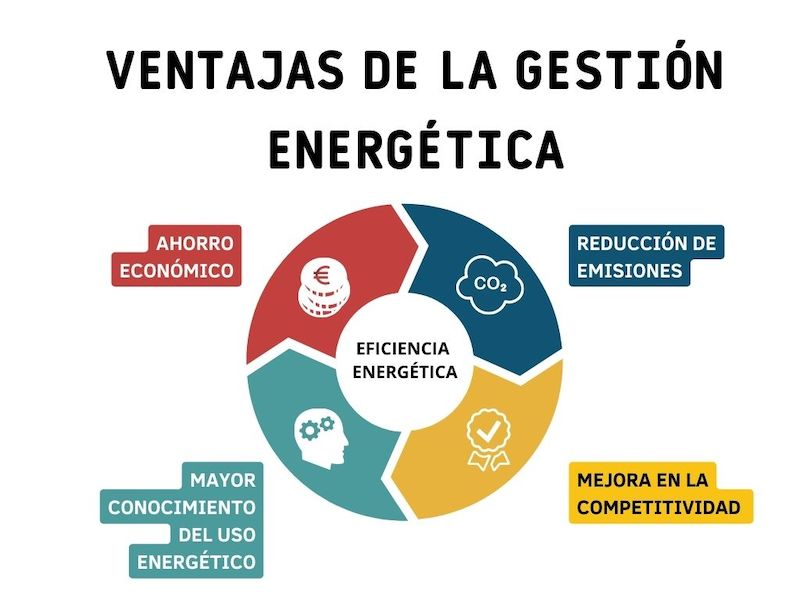 VENTAJAS DE LA GESTIÓN
ENERGÉTICA
AHORRO
ECONÓMICO
REDUCCIÓN DE
EMISIONES
€
CO₂
EFICIENCIA
ENERGÉTICA
MAYOR
CONOCIMIENTO
DEL USO
ENERGÉTICO
MEJORA EN LA
COMPETITIVIDAD